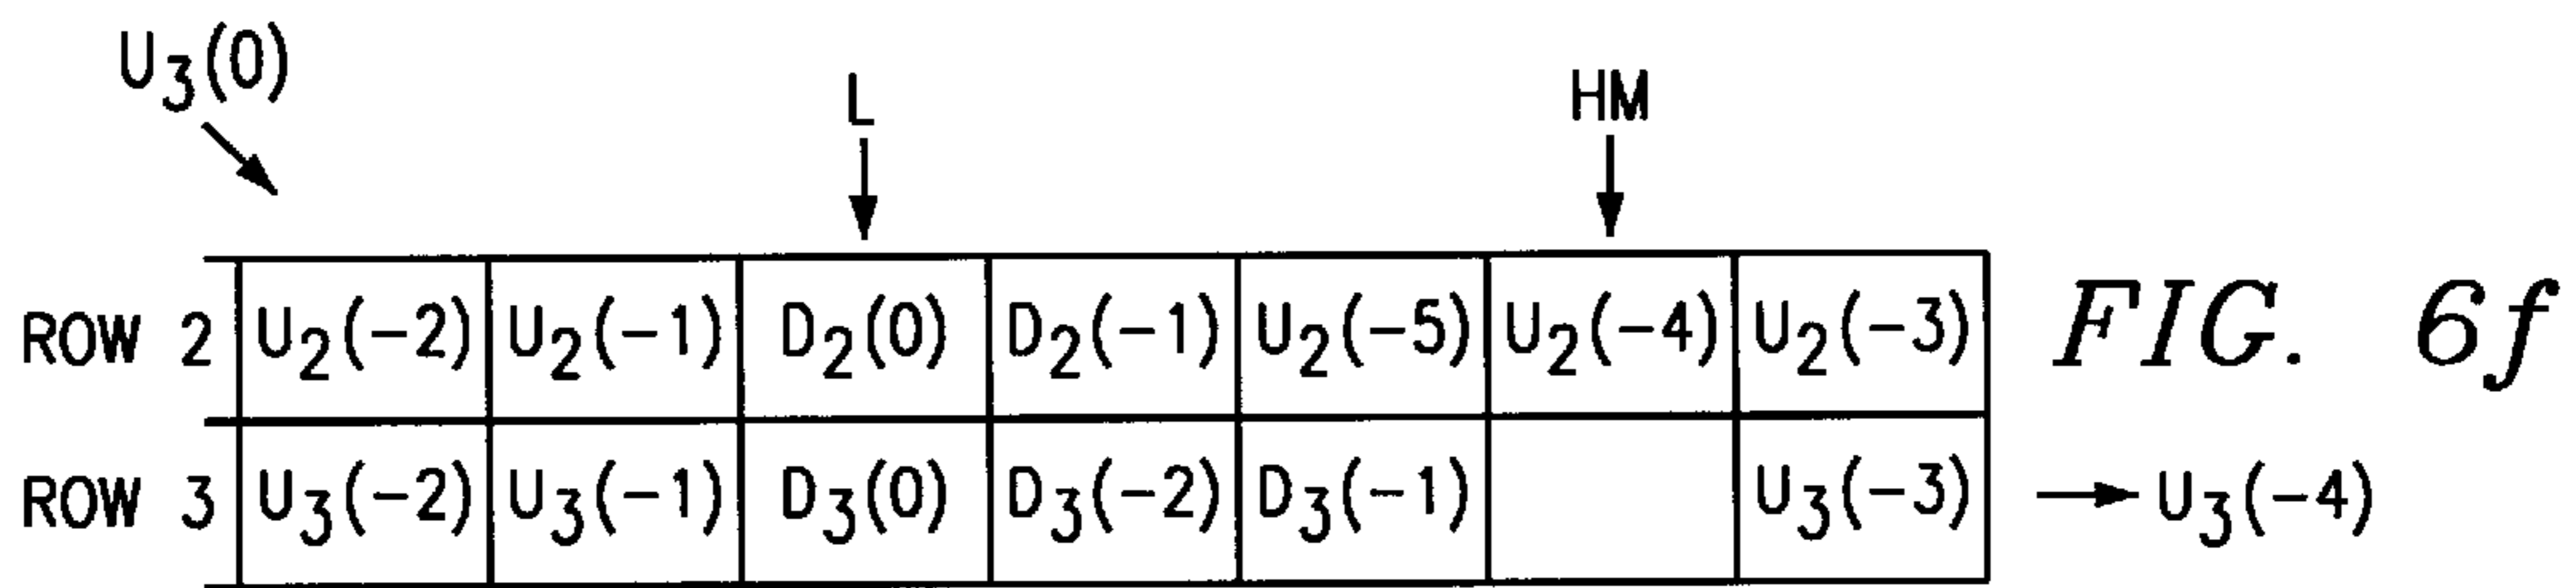 U₃(0)
L
HM
ROW 2 U₂(-2) U₂(-1) D₂(0) D₂(-1) U₂(-5) U₂(-4) U₂(-3)
FIG. 6f
ROW 3 U₃(-2) U₃(-1) D₃(0) D₃(-2) D₃(-1) U₃(-3) → U₃(-4)